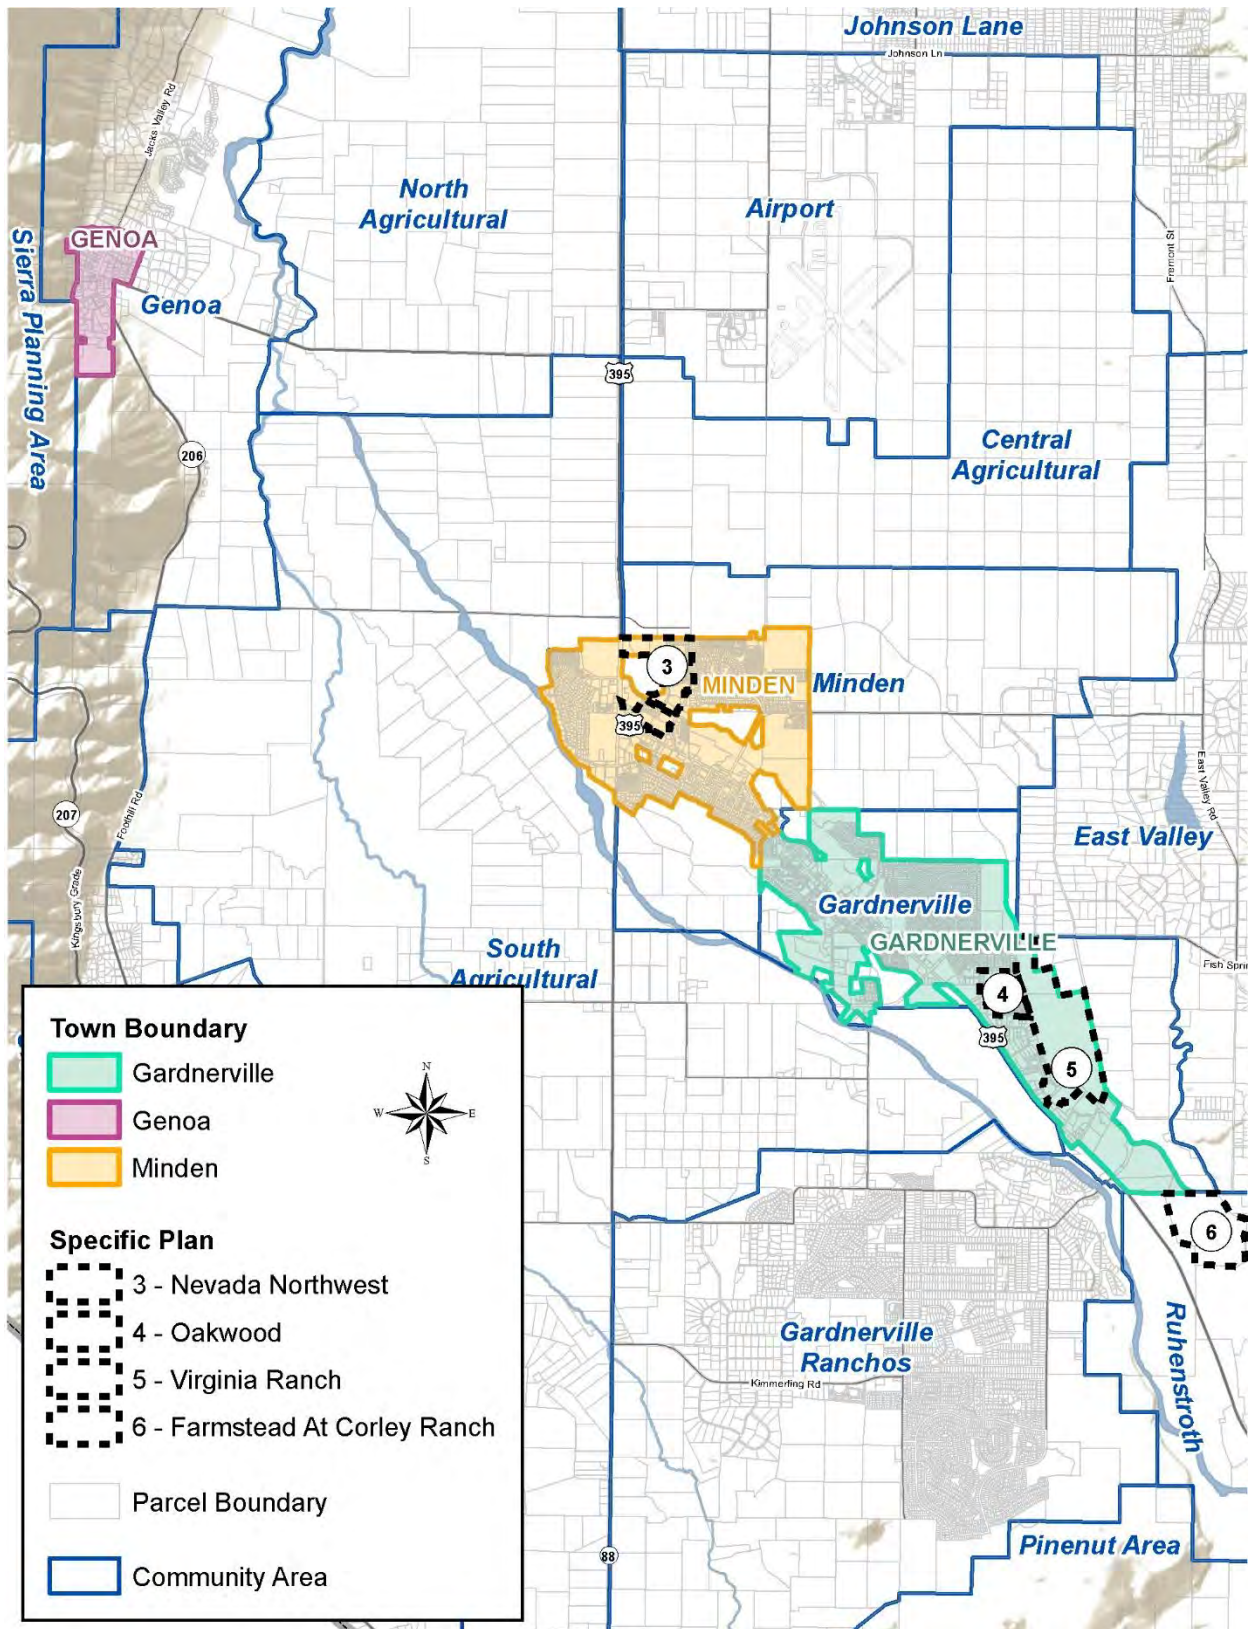 Johnson Lane
Johnson Ln
Jacks Valley Rd
North
Agricultural
Airport
GENOA
Genoa
Fremont St
Sierra Planning Area
395
206
Central
Agricultural
3
MINDEN
Minden
395
207
Foothill Rd
Kingsbury Grade
East Valley Rd
East Valley
Gardnerville
GARDNERVILLE
South
Agricultural
Fish Sprin
4
395
5
6
Gardnerville
Ranchos
Kimmerling Rd
Ruhenstroth
88
Pinenut Area
Town Boundary
Gardnerville
Genoa
Minden
N
W
E
S
Specific Plan
3 - Nevada Northwest
4 - Oakwood
5 - Virginia Ranch
6 - Farmstead At Corley Ranch
Parcel Boundary
Community Area